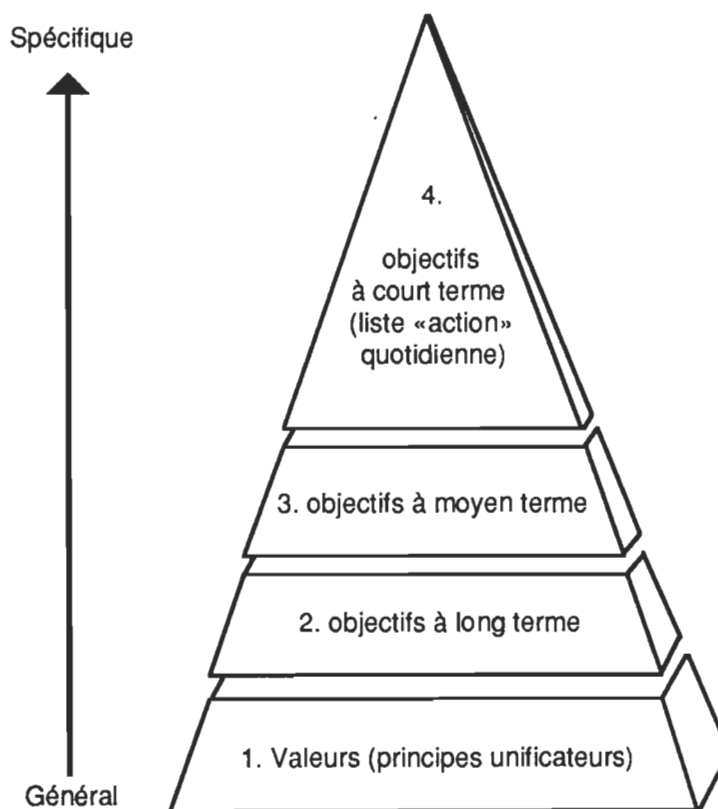 Spécifique
4.
objectifs
à court terme
(liste «action»
quotidienne)
3. objectifs à moyen terme
2. objectifs à long terme
1. Valeurs (principes unificateurs)
Général